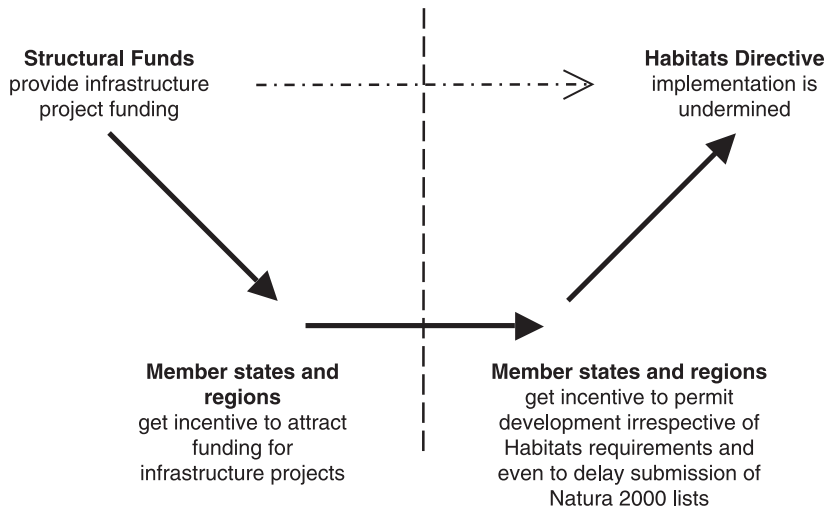 Structural Funds
provide infrastructure
project funding
Habitats Directive
implementation is
undermined
Member states and
regions
get incentive to attract
funding for
infrastructure projects
Member states and regions
get incentive to permit
development irrespective of
Habitats requirements and
even to delay submission of
Natura 2000 lists